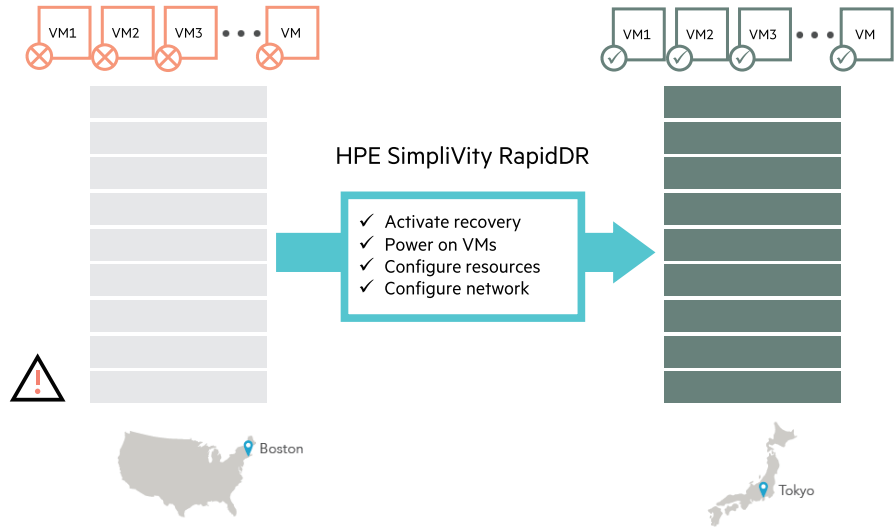 VM1 VM2 VM3 VM
VM1 VM2 VM3 VM
HPE SimpliVity RapidDR
✓ Activate recovery
✓ Power on VMs
✓ Configure resources
✓ Configure network
Boston
Tokyo